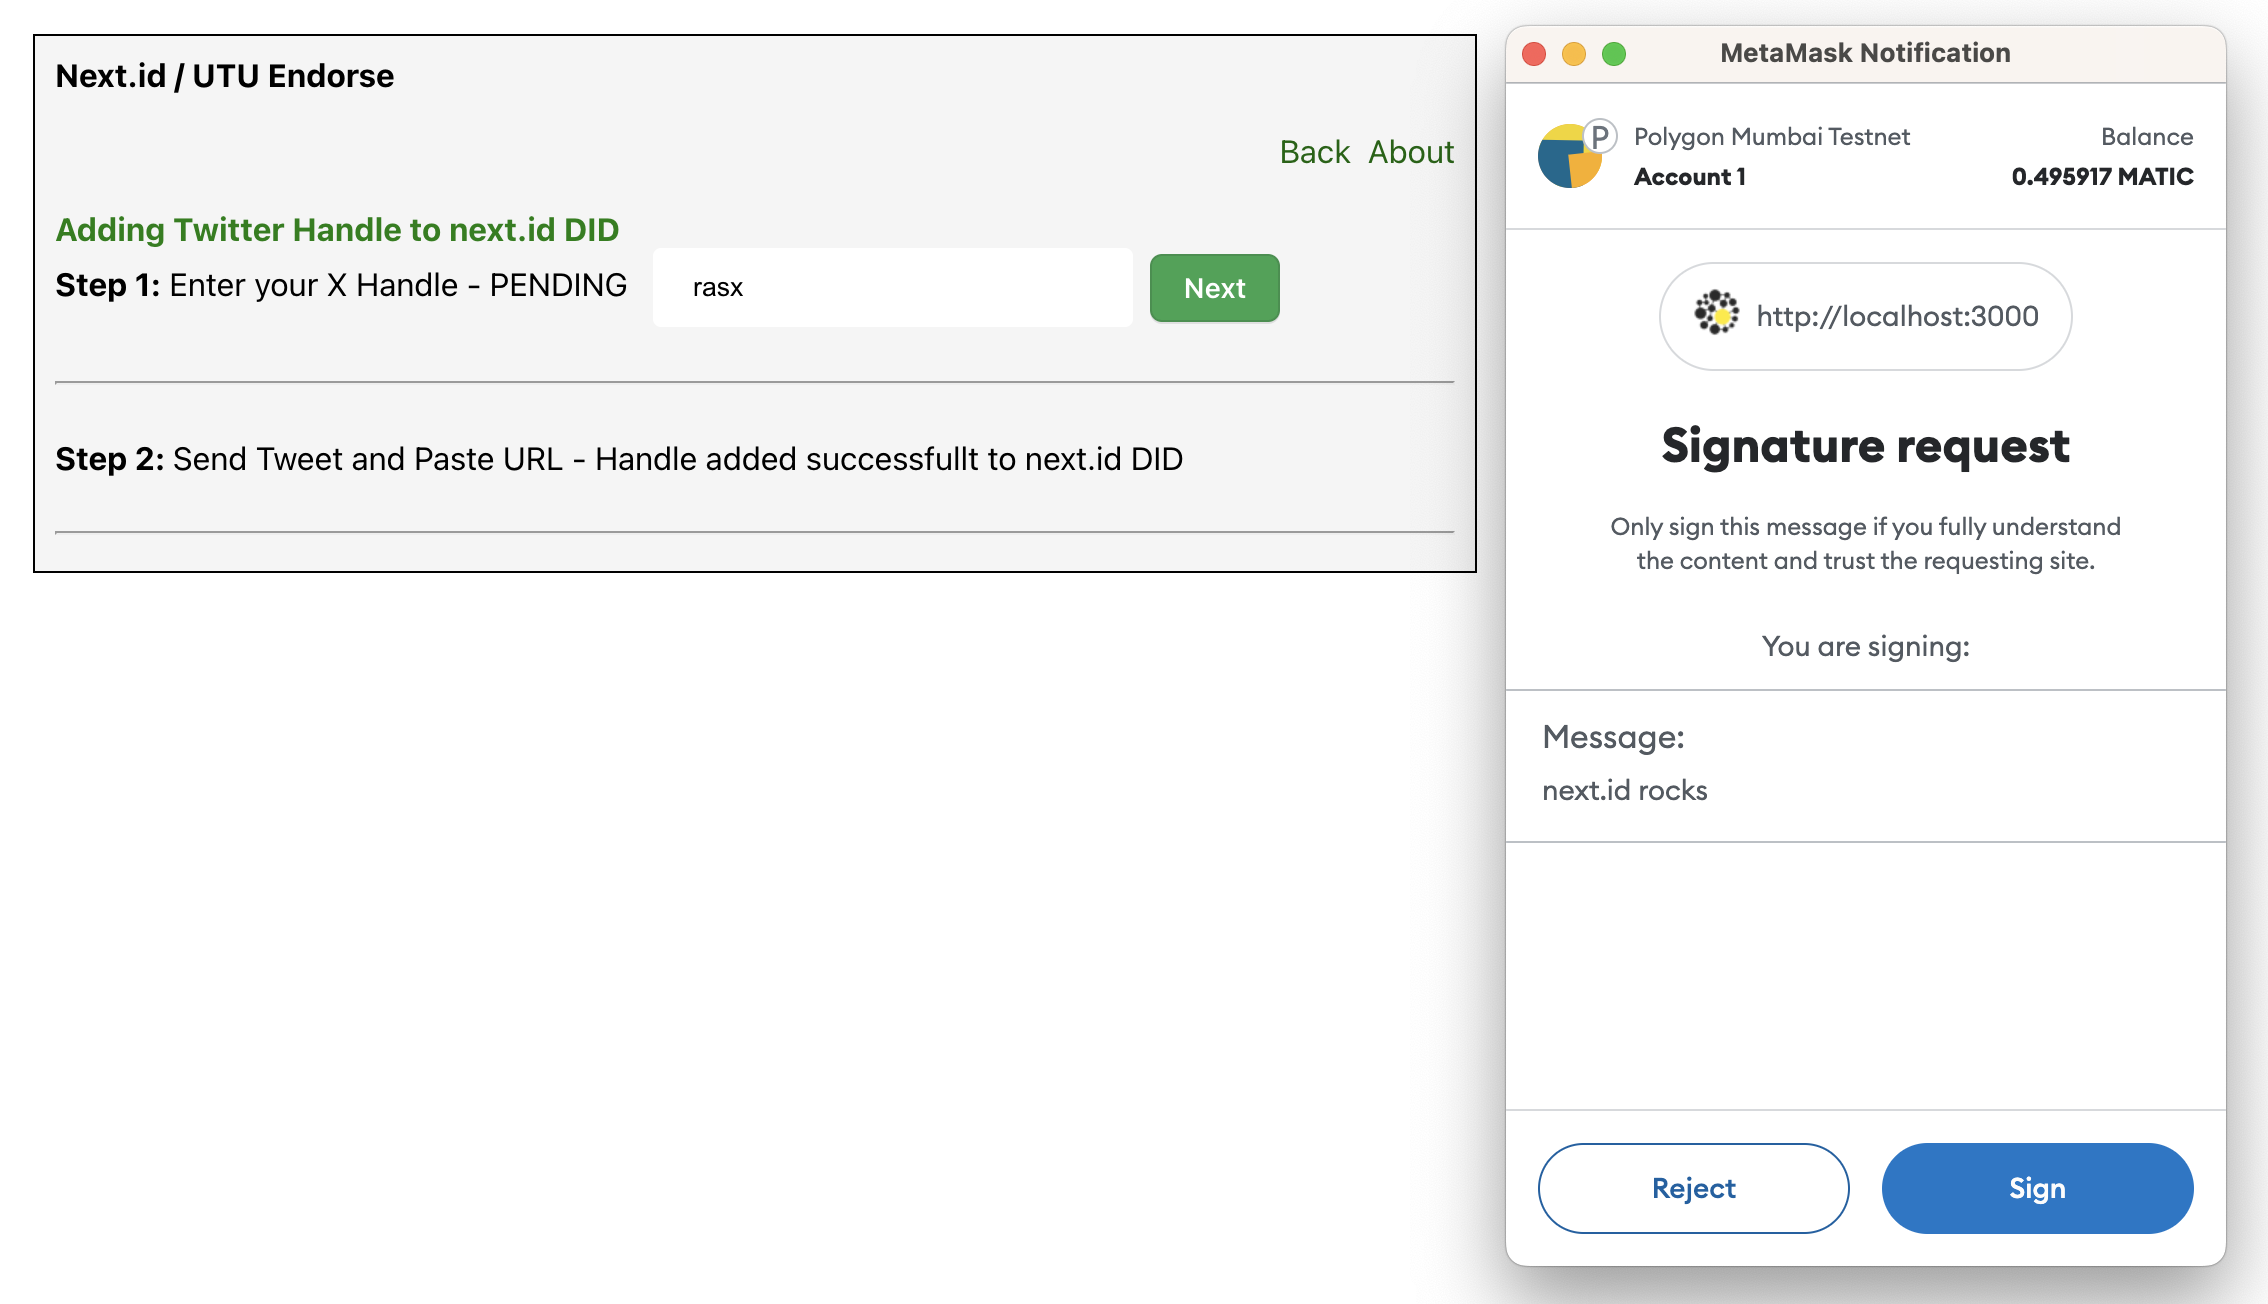 Next.id / UTU Endorse
Back About
Adding Twitter Handle to next.id DID
Step 1: Enter your X Handle - PENDING rasx Next
Step 2: Send Tweet and Paste URL - Handle added successfullt to next.id DID
MetaMask Notification
P Polygon Mumbai Testnet Balance
Account 1 0.495917 MATIC
http://localhost:3000
Signature request
Only sign this message if you fully understand
the content and trust the requesting site.
You are signing:
Message:
next.id rocks
Reject Sign